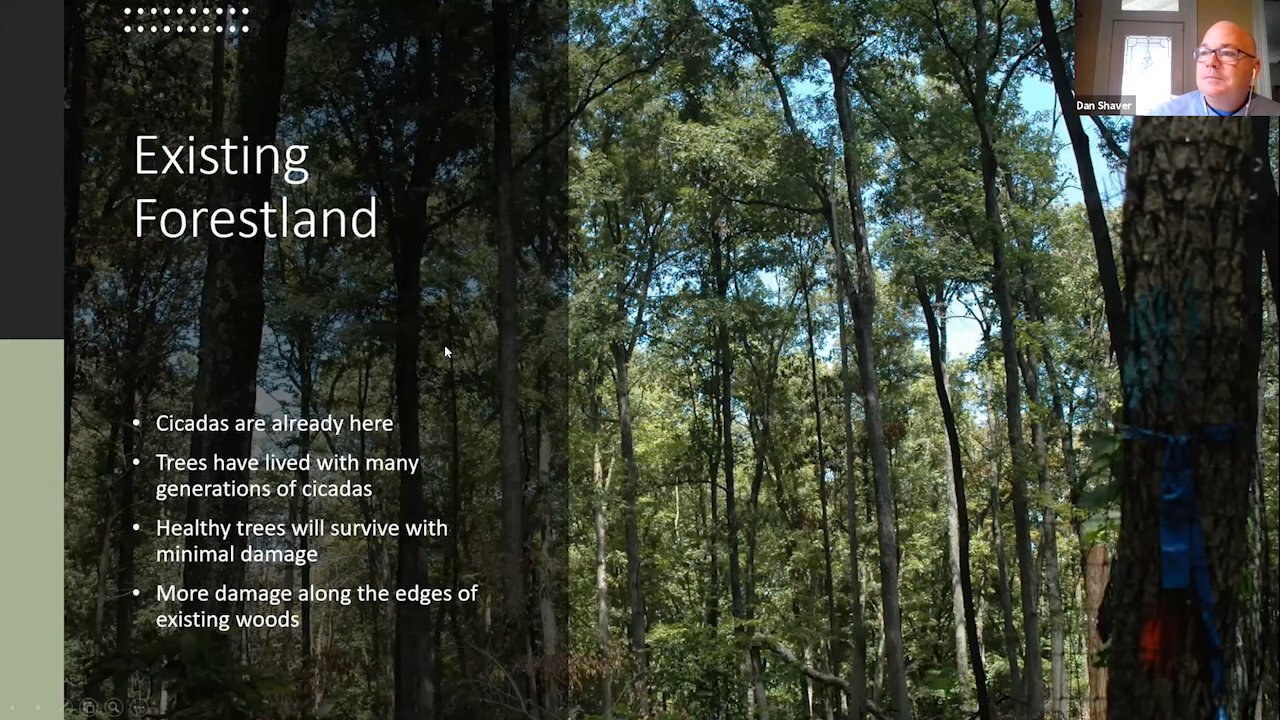 Dan Shaver
Existing
Forestland
• Cicadas are already here
• Trees have lived with many
generations of cicadas
• Healthy trees will survive with
minimal damage
• More damage along the edges of
existing woods